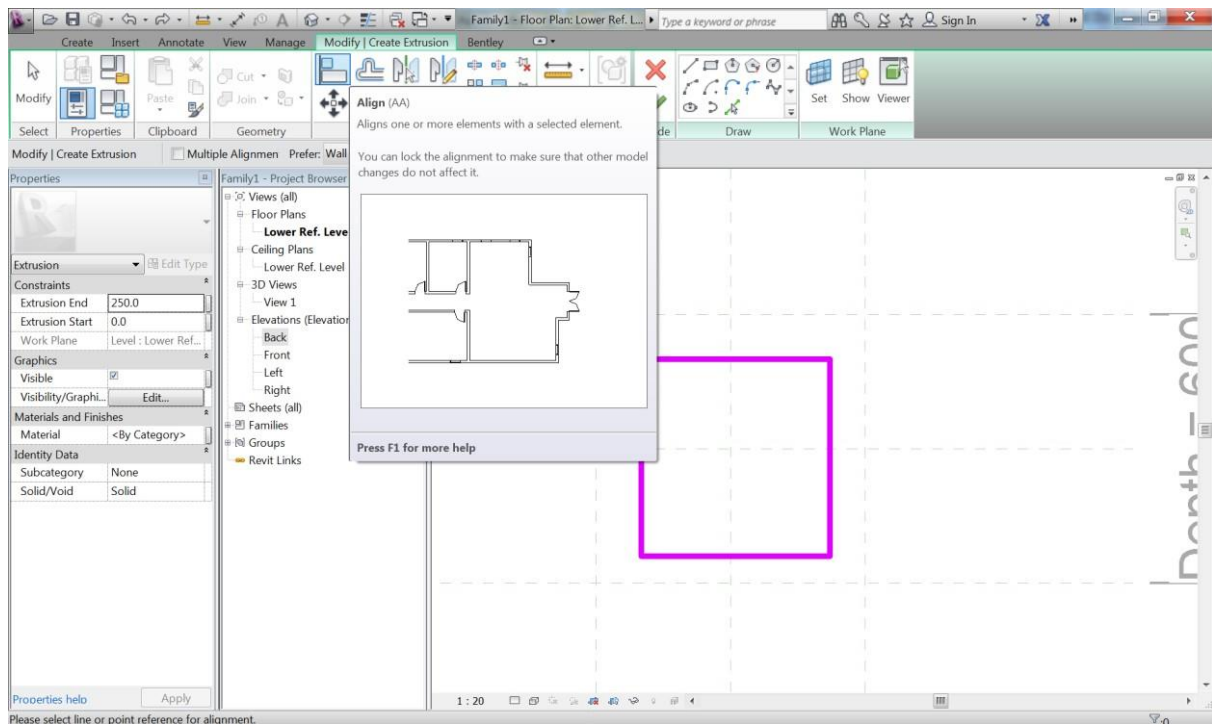 Family1 - Floor Plan: Lower Ref. L...
Type a keyword or phrase
Sign In
Create Insert Annotate View Manage Modify | Create Extrusion Bentley
Modify
Paste
Cut
Join
Set Show Viewer
Select Properties Clipboard Geometry de Draw Work Plane
Modify | Create Extrusion Multiple Alignmen Prefer: Wall
Align (AA)
Aligns one or more elements with a selected element.
You can lock the alignment to make sure that other model
changes do not affect it.
Press F1 for more help
Properties
Extrusion
Edit Type
Constraints
Extrusion End 250.0
Extrusion Start 0.0
Work Plane Level : Lower Ref...
Graphics
Visible
Visibility/Graphi... Edit...
Materials and Finishes
Material <By Category>
Identity Data
Subcategory None
Solid/Void Solid
Properties help Apply
Family1 - Project Browser
Views (all)
Floor Plans
Lower Ref. Leve
Ceiling Plans
Lower Ref. Level
3D Views
View 1
Elevations (Elevation
Back
Front
Left
Right
Sheets (all)
Families
Groups
Revit Links
Depth = 600
1 : 20
Please select line or point reference for alignment.
:0